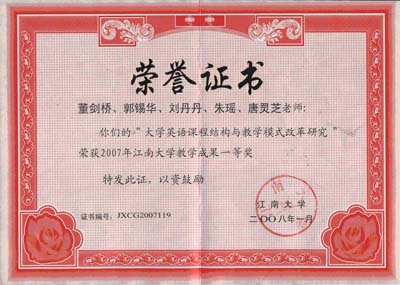 荣誉证书
董剑桥、郭锡华、刘丹丹、朱瑶、唐灵芝老师:
你们的“大学英语课程结构与教学模式改革研究”
荣获2007年江南大学教学成果一等奖
特发此证，以资鼓励
江南大学
证书编号: JXCG2007119
二〇〇八年一月